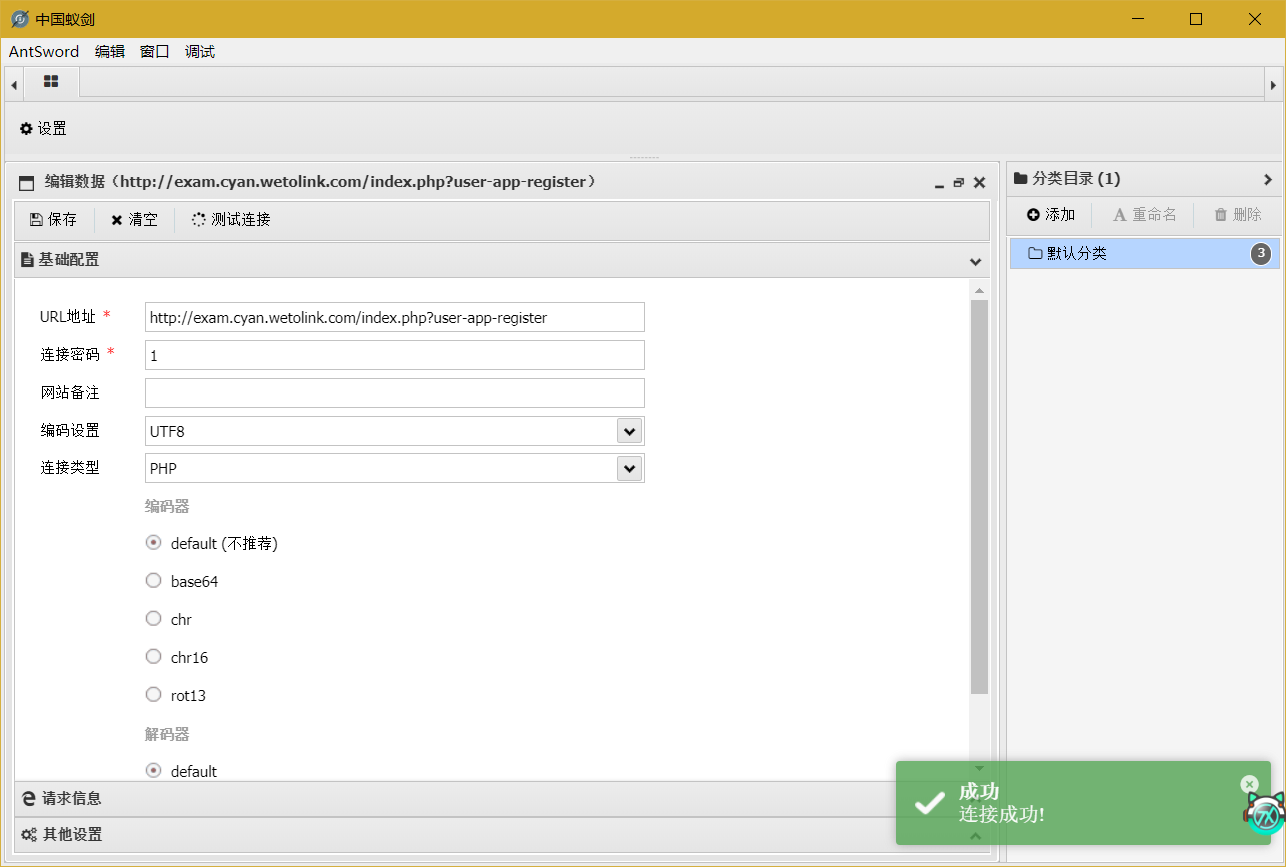 中国蚁剑
AntSword 编辑 窗口 调试
设置
编辑数据（http://exam.cyan.wetolink.com/index.php?user-app-register）
保存 清空 测试连接
基础配置
URL地址 *
http://exam.cyan.wetolink.com/index.php?user-app-register
连接密码 *
1
网站备注
编码设置
UTF8
连接类型
PHP
编码器
default (不推荐)
base64
chr
chr16
rot13
解码器
default
请求信息
其他设置
分类目录 (1)
添加 重命名 删除
默认分类 3
成功
连接成功!